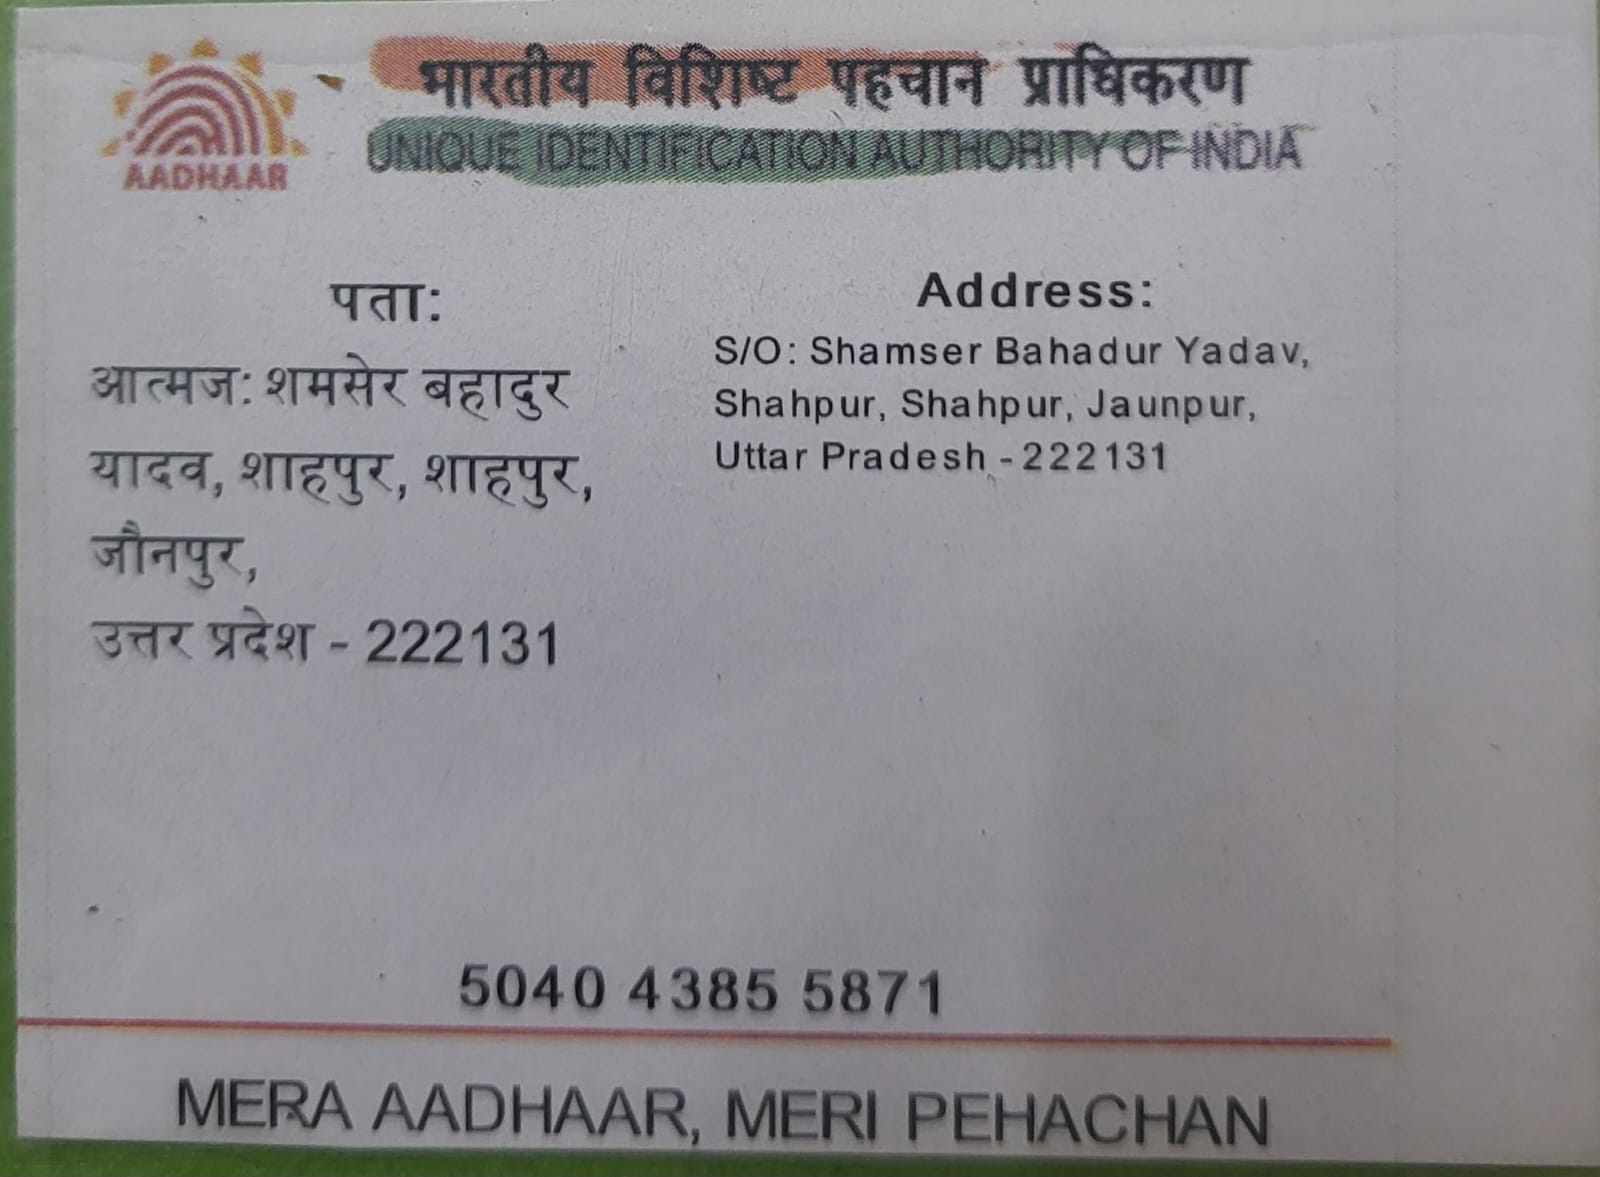 भारतीय विशिष्ट पहचान प्राधिकरण
UNIQUE IDENTIFICATION AUTHORITY OF INDIA
AADHAAR
पता:
आत्मज: शमसेर बहादुर
यादव, शाहपुर, शाहपुर,
जौनपुर,
उत्तर प्रदेश - 222131
Address:
S/O: Shamser Bahadur Yadav,
Shahpur, Shahpur, Jaunpur,
Uttar Pradesh - 222131
5040 4385 5871
MERA AADHAAR, MERI PEHACHAN